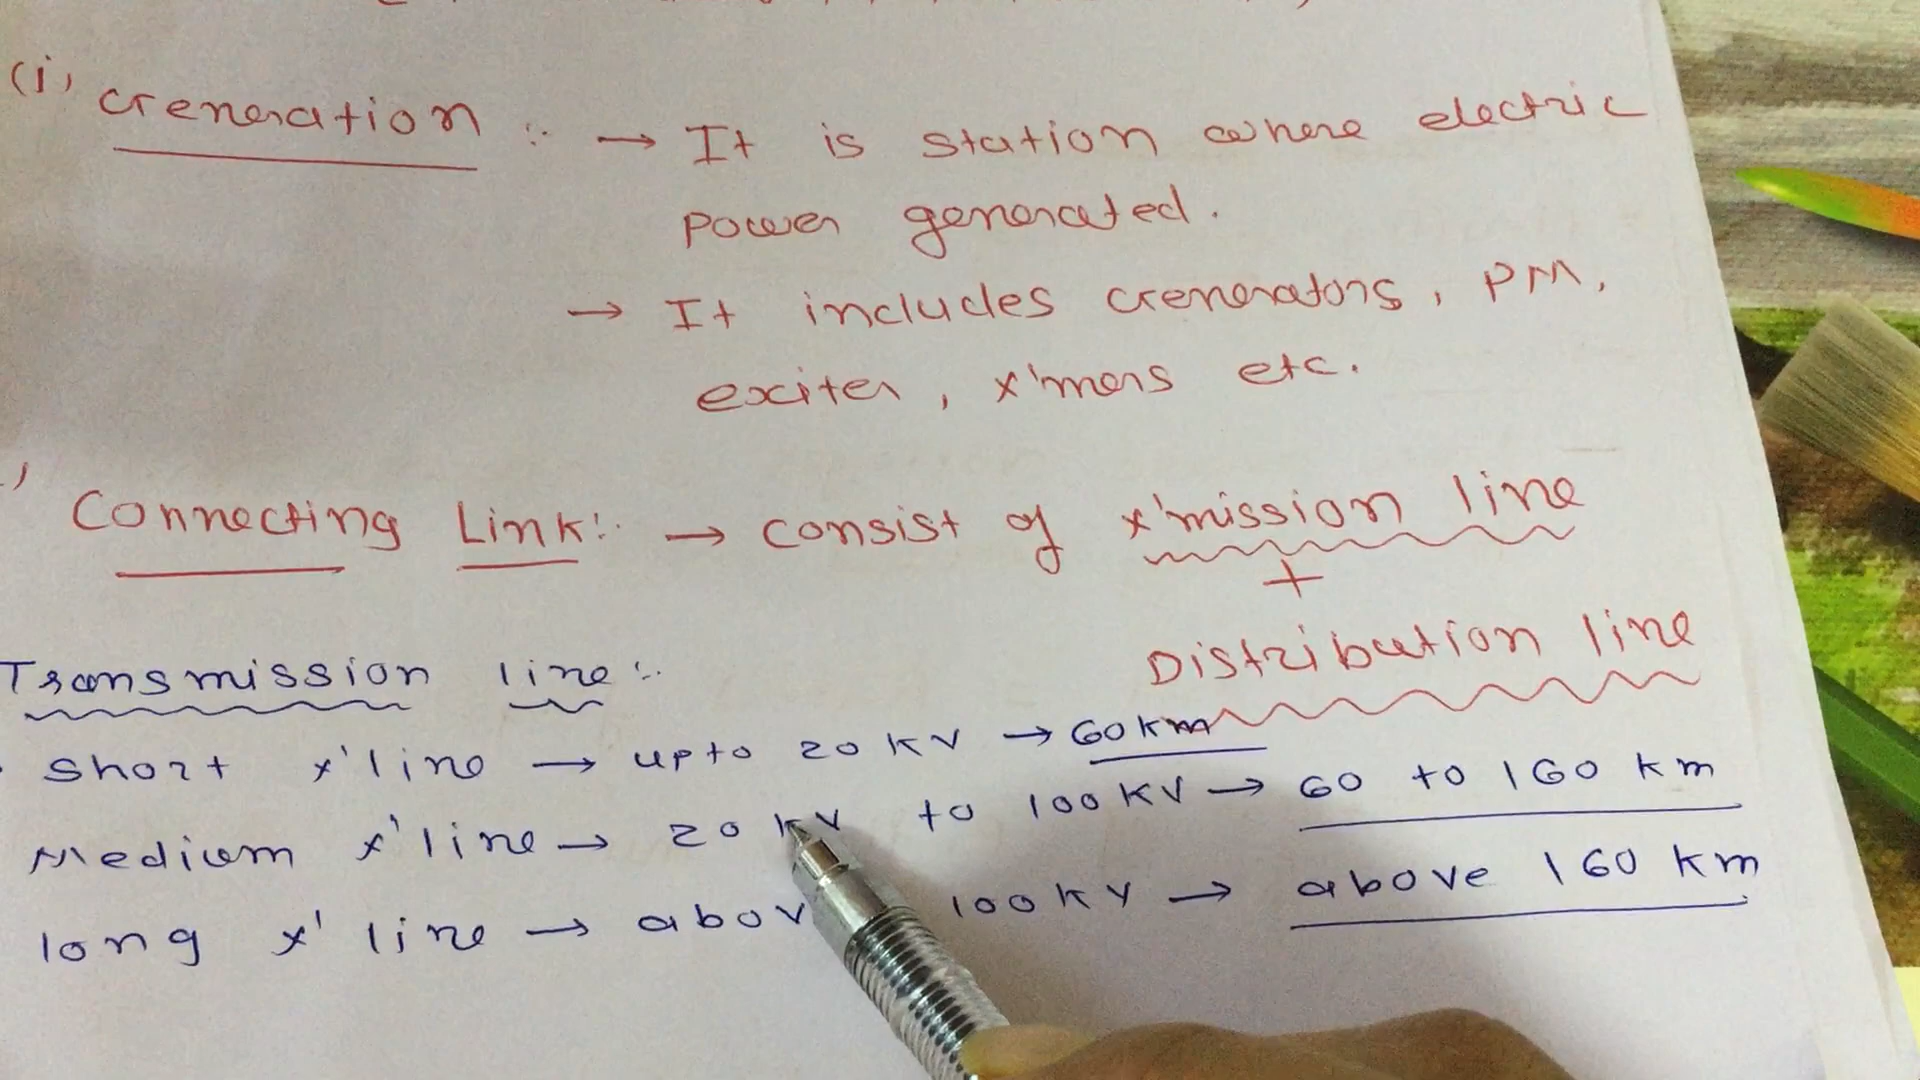 (i) Generation :- → It is station where electric
power generated.
→ It includes Generators, PM,
exciter, x'mers etc.
Connecting Link :- → consist of x'mission line
+
Distribution line
Transmission line :-
Short x'line → upto 20 KV → 60 km
Medium x'line → 20 KV to 100 KV → 60 to 160 km
long x' line → abov 100 KV → above 160 km